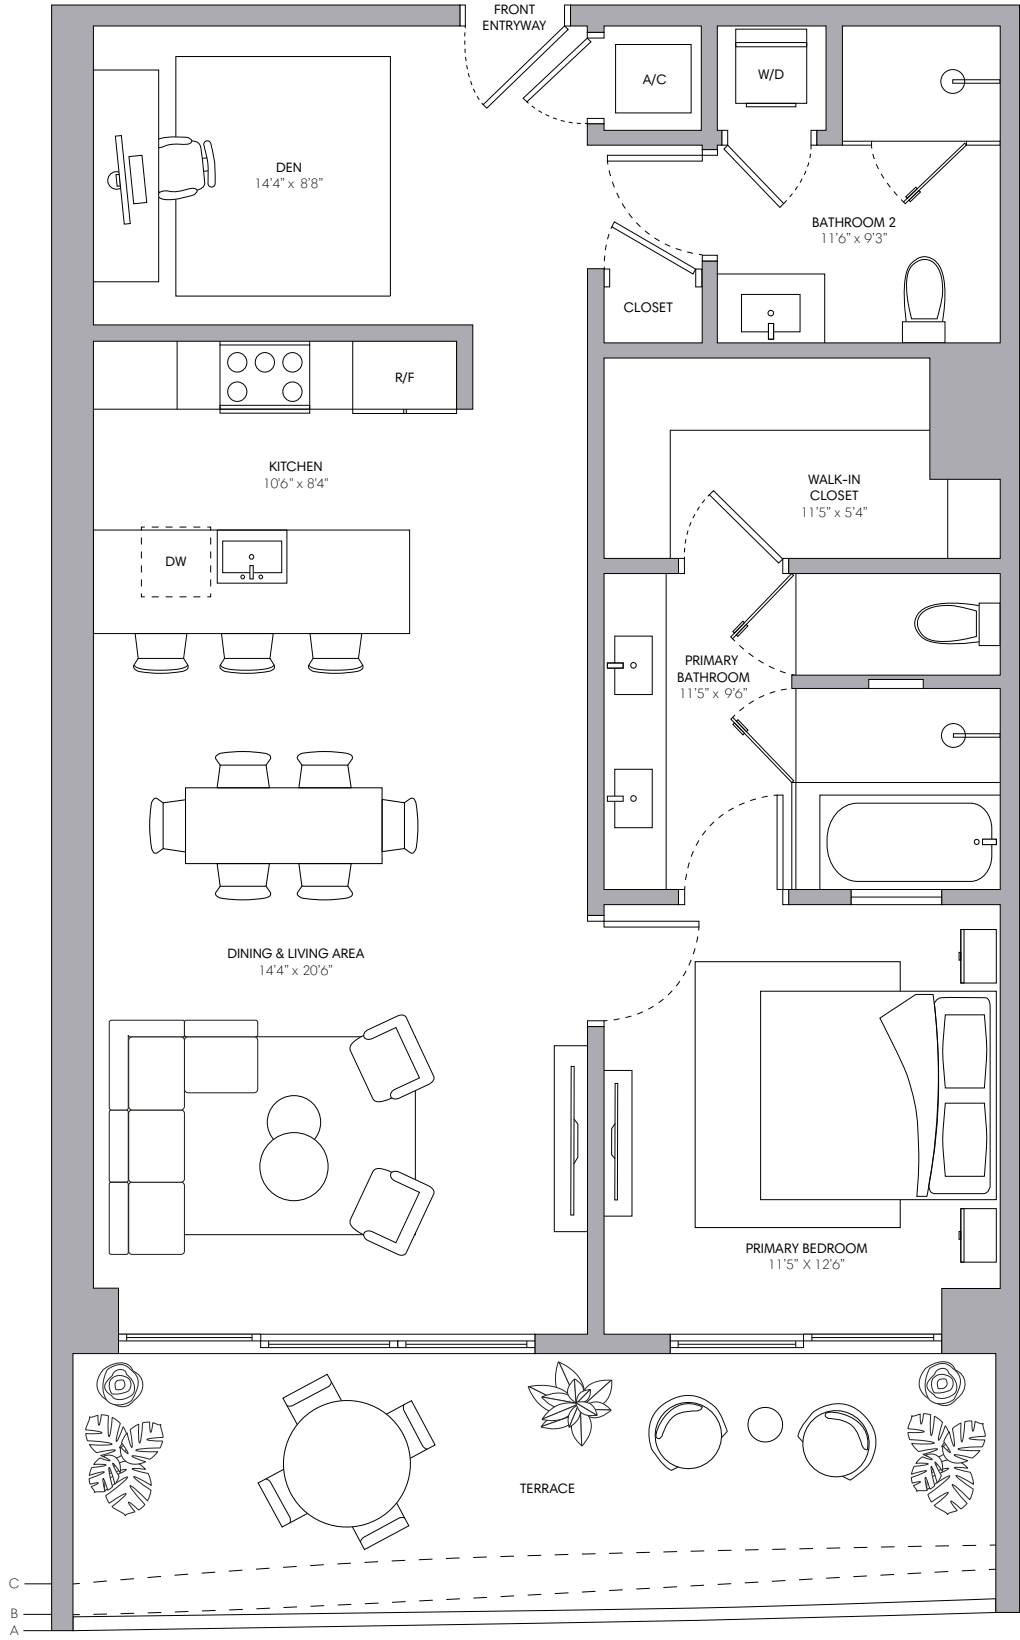 FRONT
ENTRYWAY
A/C
W/D
DEN
14'4" x 8'8"
BATHROOM 2
11'6" x 9'3"
CLOSET
R/F
KITCHEN
10'6" x 8'4"
WALK-IN
CLOSET
11'5" x 5'4"
DW
PRIMARY
BATHROOM
11'5" x 9'6"
DINING & LIVING AREA
14'4" x 20'6"
PRIMARY BEDROOM
11'5" X 12'6"
TERRACE
C
B
A